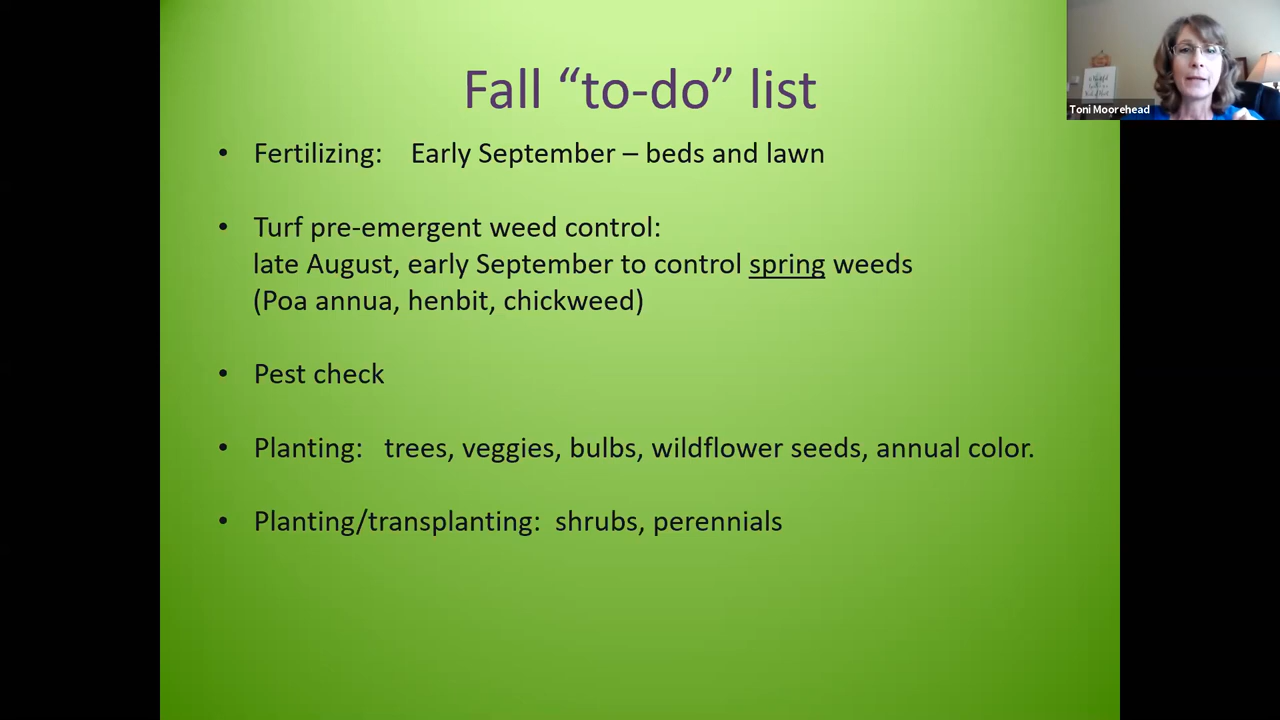 Fall “to-do” list
• Fertilizing: Early September – beds and lawn
• Turf pre-emergent weed control:
late August, early September to control spring weeds
(Poa annua, henbit, chickweed)
• Pest check
• Planting: trees, veggies, bulbs, wildflower seeds, annual color.
• Planting/transplanting: shrubs, perennials
Toni Moorehead